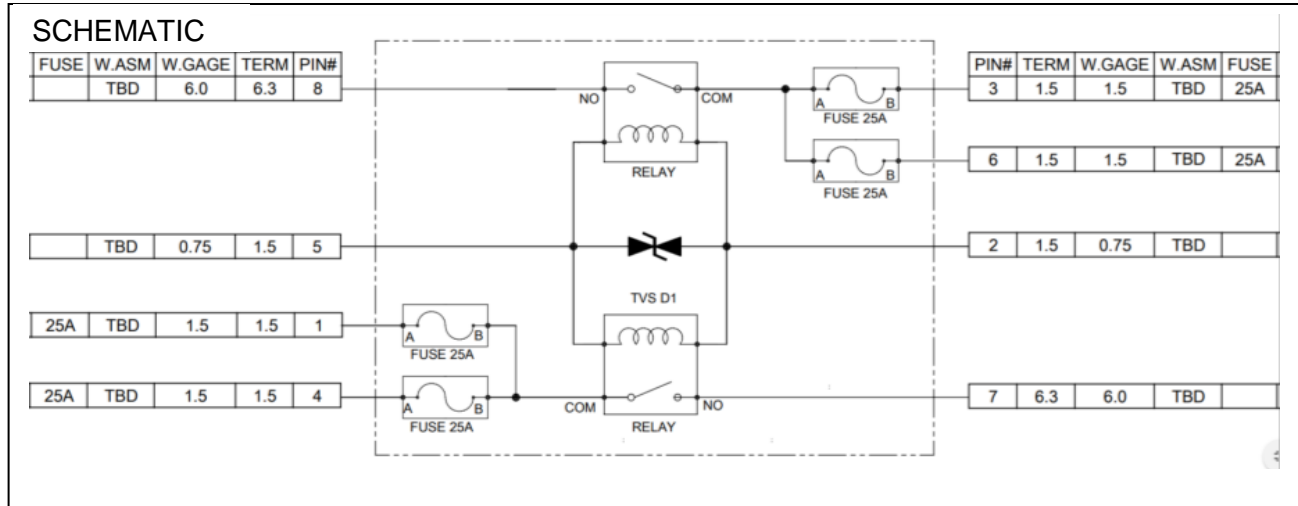 SCHEMATIC
FUSE W.ASM W.GAGE TERM PIN#
TBD 6.0 6.3 8
NO COM
RELAY
A B
FUSE 25A
A B
FUSE 25A
PIN# TERM W.GAGE W.ASM FUSE
3 1.5 1.5 TBD 25A
6 1.5 1.5 TBD 25A
TBD 0.75 1.5 5
2 1.5 0.75 TBD
TVS D1
25A TBD 1.5 1.5 1
A B
FUSE 25A
25A TBD 1.5 1.5 4
A B
FUSE 25A
COM NO
RELAY
7 6.3 6.0 TBD